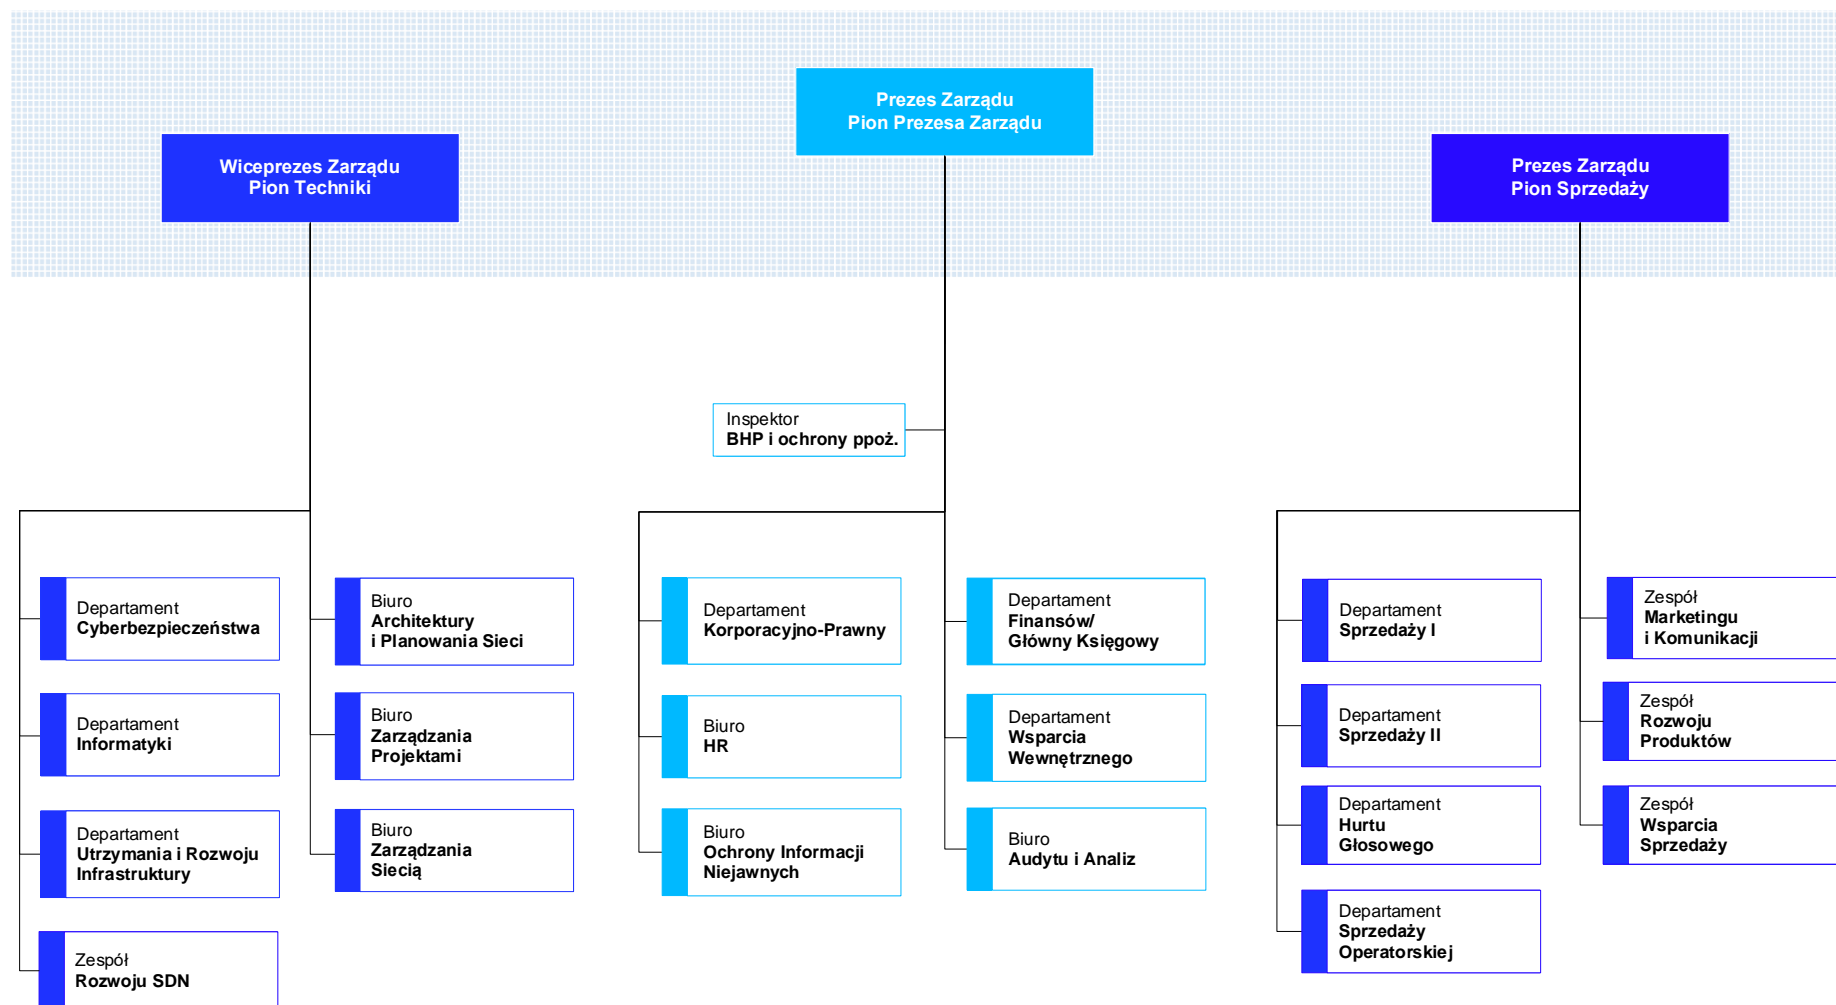 Prezes Zarządu
Pion Prezesa Zarządu
Wiceprezes Zarządu
Pion Techniki
Prezes Zarządu
Pion Sprzedaży
Inspektor
BHP i ochrony ppoż.
Departament
Cyberbezpieczeństwa
Departament
Informatyki
Departament
Utrzymania i Rozwoju
Infrastruktury
Zespół
Rozwoju SDN
Biuro
Architektury
i Planowania Sieci
Biuro
Zarządzania
Projektami
Biuro
Zarządzania
Siecią
Departament
Korporacyjno-Prawny
Biuro
HR
Biuro
Ochrony Informacji
Niejawnych
Departament
Finansów/
Główny Księgowy
Departament
Wsparcia
Wewnętrznego
Biuro
Audytu i Analiz
Departament
Sprzedaży I
Departament
Sprzedaży II
Departament
Hurtu
Głosowego
Departament
Sprzedaży
Operatorskiej
Zespół
Marketingu
i Komunikacji
Zespół
Rozwoju
Produktów
Zespół
Wsparcia
Sprzedaży